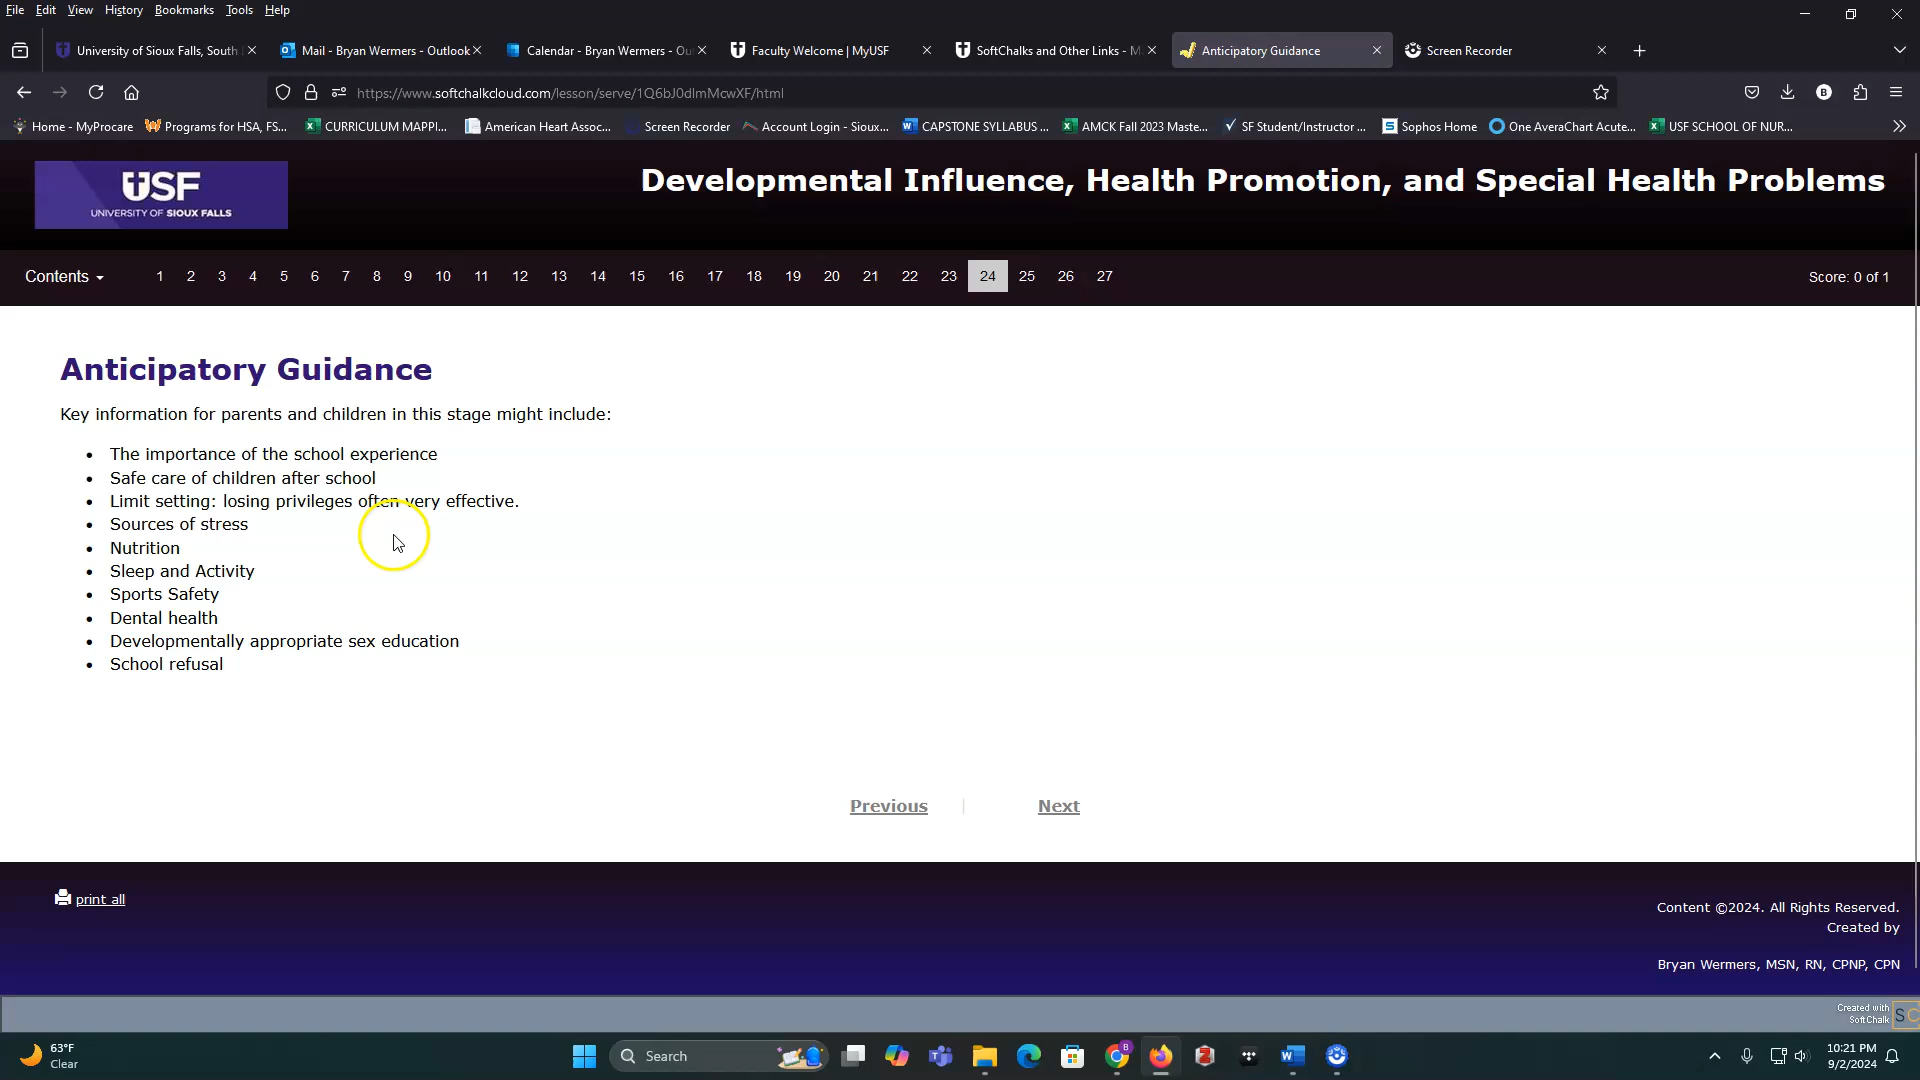 File Edit View History Bookmarks Tools Help
University of Sioux Falls, South
Mail - Bryan Wermers - Outlook
Calendar - Bryan Wermers - Ou
Faculty Welcome | MyUSF
SoftChalks and Other Links - M
Anticipatory Guidance
Screen Recorder
https://www.softchalkcloud.com/lesson/serve/1Q6bJ0dlmMcwXF/html
B
Home - MyProcare
Programs for HSA, FS...
CURRICULUM MAPPI...
American Heart Assoc...
Screen Recorder
Account Login - Sioux...
CAPSTONE SYLLABUS ...
AMCK Fall 2023 Maste...
SF Student/Instructor ...
Sophos Home
One AveraChart Acute...
USF SCHOOL OF NUR...
USF
UNIVERSITY OF SIOUX FALLS
Developmental Influence, Health Promotion, and Special Health Problems
Contents 1 2 3 4 5 6 7 8 9 10 11 12 13 14 15 16 17 18 19 20 21 22 23 24 25 26 27 Score: 0 of 1
Anticipatory Guidance
Key information for parents and children in this stage might include:
• The importance of the school experience
• Safe care of children after school
• Limit setting: losing privileges often very effective.
• Sources of stress
• Nutrition
• Sleep and Activity
• Sports Safety
• Dental health
• Developmentally appropriate sex education
• School refusal
Previous | Next
print all
Content ©2024. All Rights Reserved.
Created by
Bryan Wermers, MSN, RN, CPNP, CPN
Created with
SoftChalk
SC
63°F
Clear
Search
10:21 PM
9/2/2024